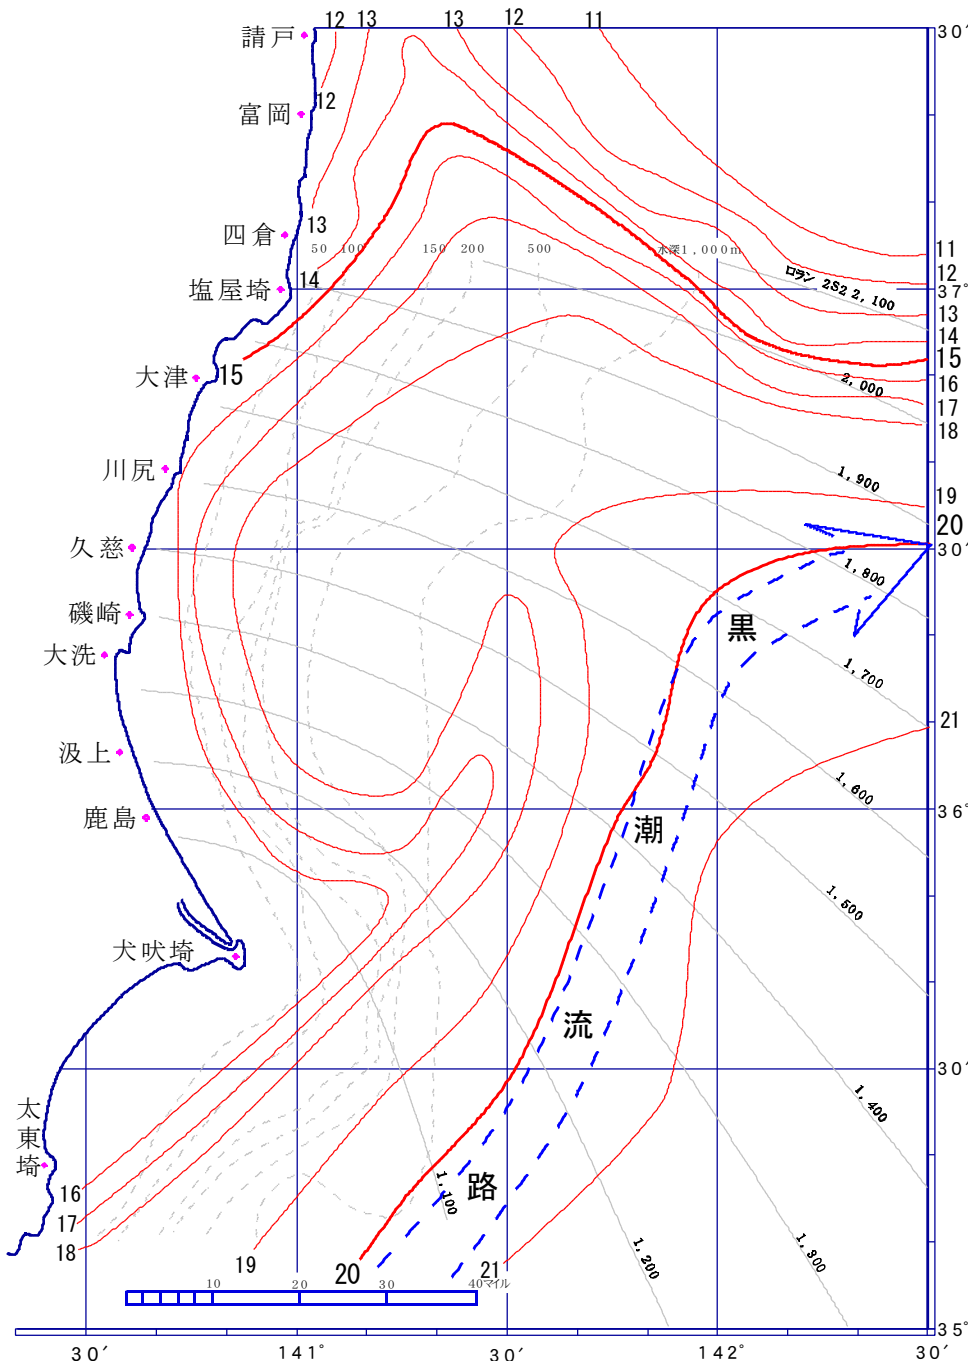 12 13 13 12 11
30′
請戸
富岡
12
四倉
13
50 100 150 200 500 水深1,000m
11
塩屋埼
14
ロラン 2S2 2,100
12
37°
13
14
15
大津
15
2,000
16
17
18
川尻
1,900
19
20
久慈
30′
1,800
磯崎
黒
大洗
1,700
21
汲上
1,600
36°
鹿島
潮
1,500
犬吠埼
流
30′
1,400
太東埼
16
路
1,100
17
18
19
20
21
1,200
1,300
10 20 30 40マイル
35°
30′ 141° 30′ 142° 30′